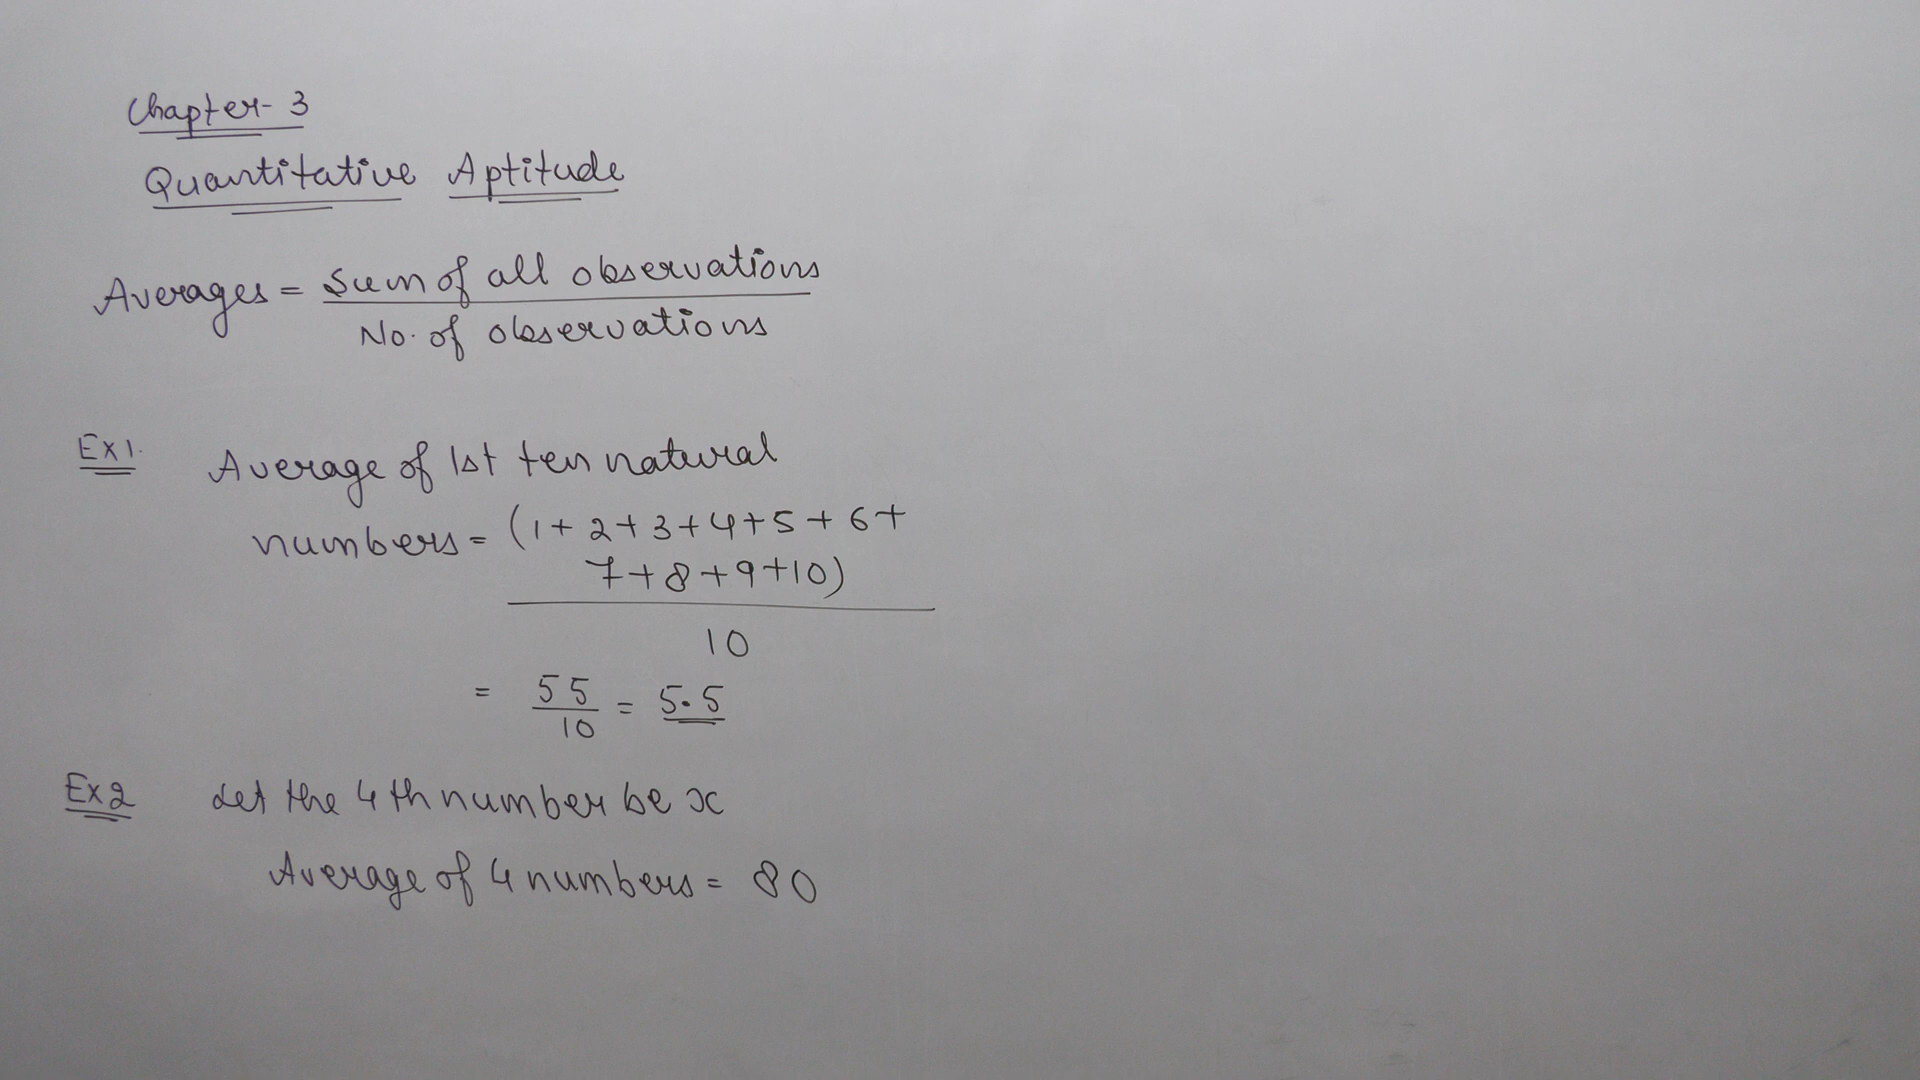 Chapter- 3
Quantitative Aptitude
Averages = Sum of all observations
No. of observations
Ex1. Average of 1st ten natural
numbers = (1+2+3+4+5+6+
7+8+9+10)
10
= 55
10 = 5.5
Ex2 Let the 4th number be x
Average of 4 numbers = 80